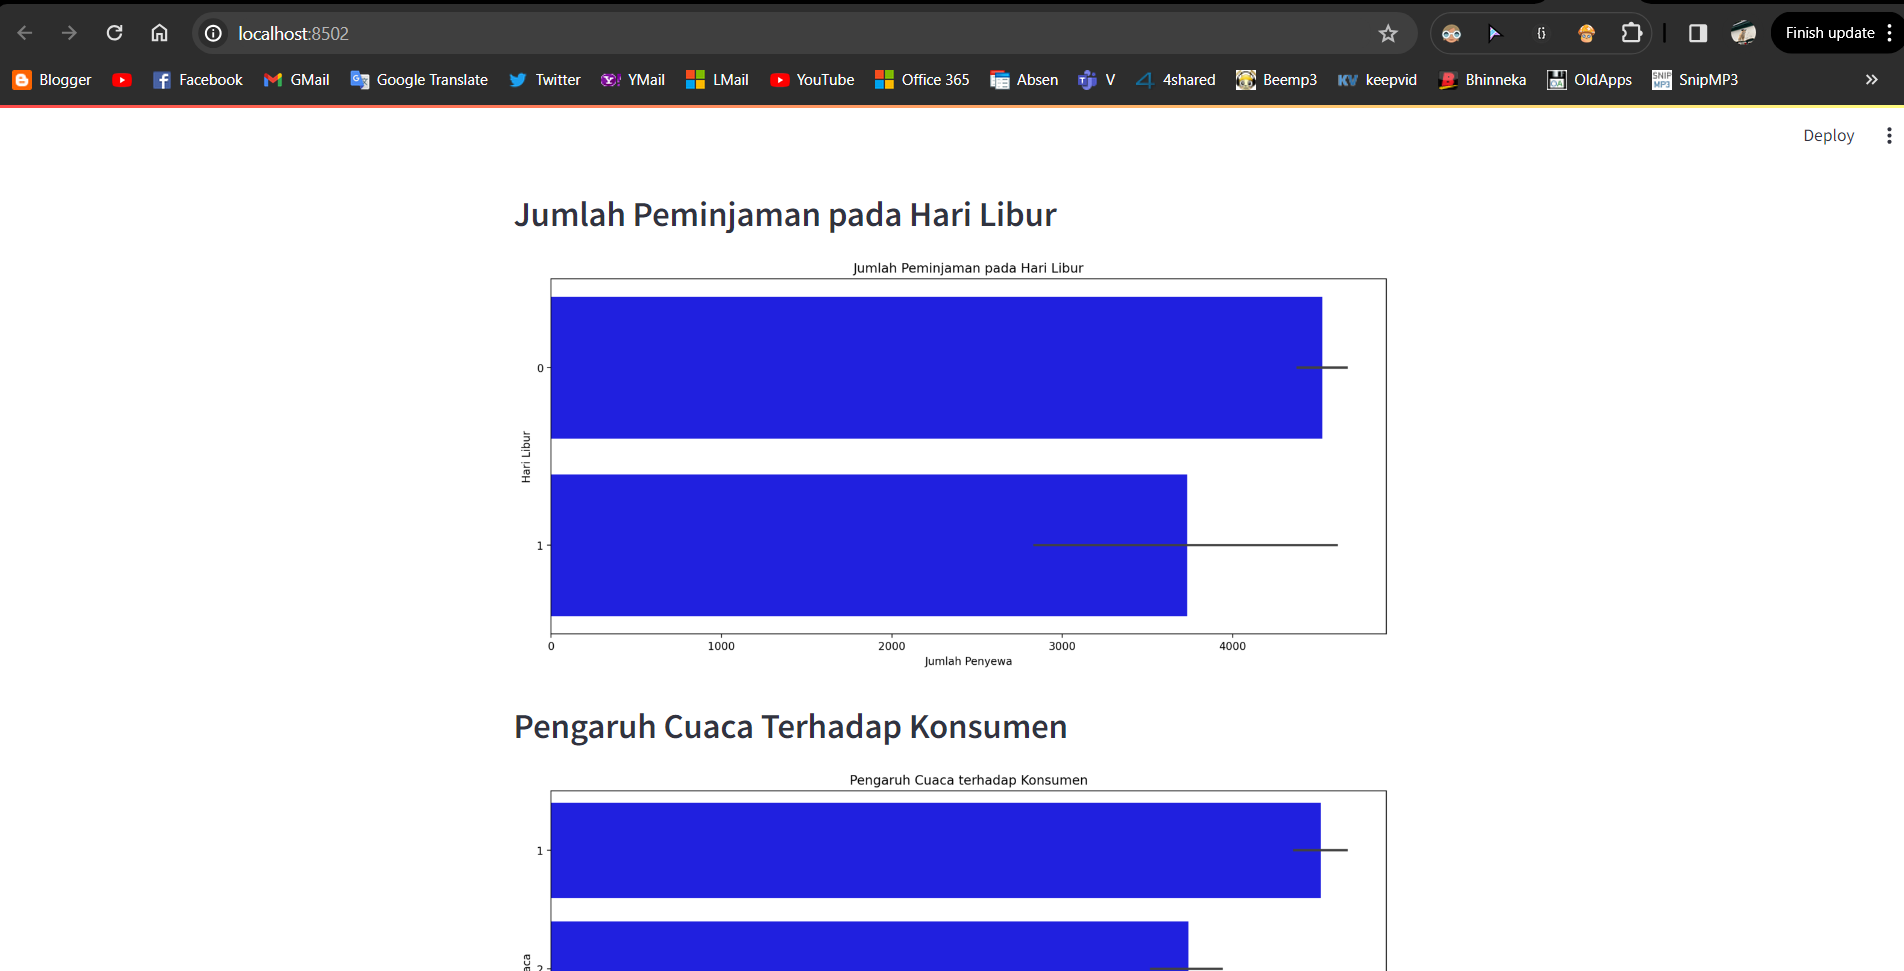 localhost:8502
Finish update
Blogger Facebook GMail Google Translate Twitter YMail LMail YouTube Office 365 Absen V 4shared Beemp3 keepvid Bhinneka OldApps SnipMP3
Deploy
Jumlah Peminjaman pada Hari Libur
Jumlah Peminjaman pada Hari Libur
0
Hari Libur
1
0 1000 2000 3000 4000
Jumlah Penyewa
Pengaruh Cuaca Terhadap Konsumen
Pengaruh Cuaca terhadap Konsumen
1
2